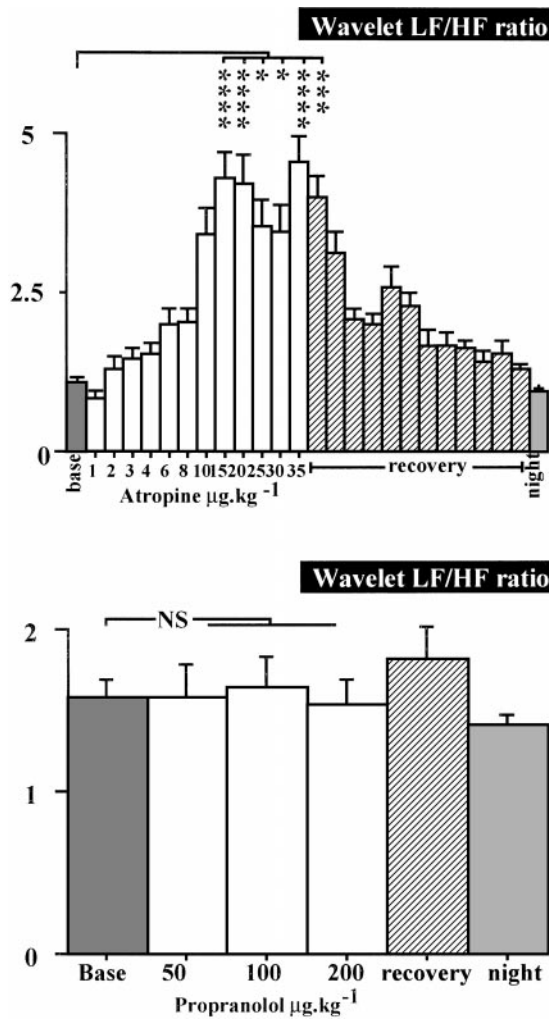 Wavelet LF/HF ratio
* * * * * *
* * * * *
* * * *
* * *
5
2.5
0
base 1 2 3 4 6 8 10 15 20 25 30 35 recovery night
Atropine µg.kg -1
Wavelet LF/HF ratio
NS
2
1
0
Base 50 100 200 recovery night
Propranolol µg.kg-1